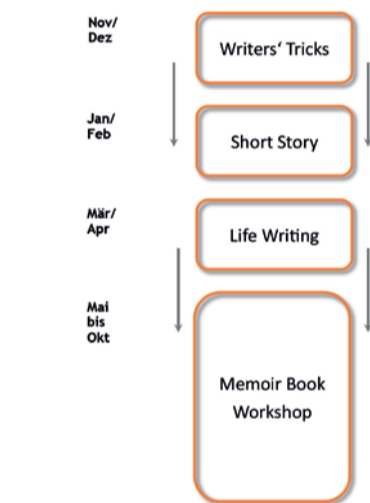 Nov/
Dez
Writers‘ Tricks
Jan/
Feb
Short Story
Mär/
Apr
Life Writing
Mai
bis
Okt
Memoir Book
Workshop